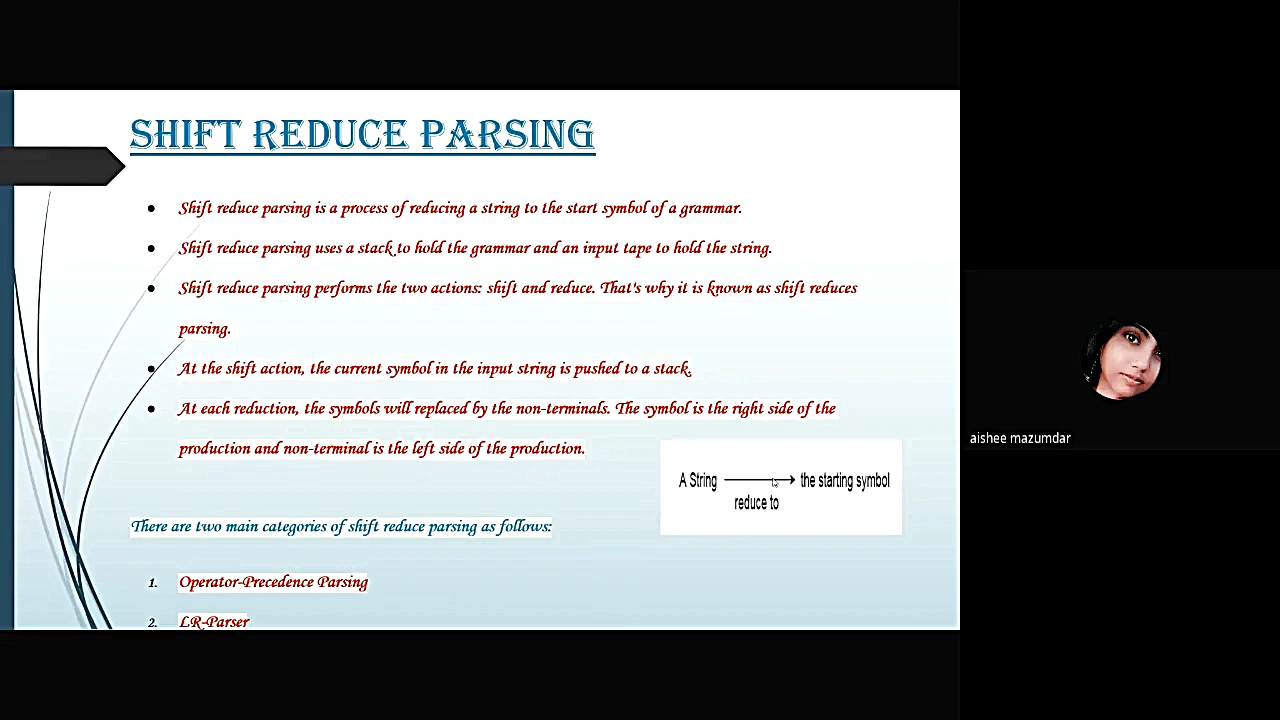 SHIFT REDUCE PARSING
• Shift reduce parsing is a process of reducing a string to the start symbol of a grammar.
• Shift reduce parsing uses a stack to hold the grammar and an input tape to hold the string.
• Shift reduce parsing performs the two actions: shift and reduce. That's why it is known as shift reduces
parsing.
• At the shift action, the current symbol in the input string is pushed to a stack.
• At each reduction, the symbols will replaced by the non-terminals. The symbol is the right side of the
production and non-terminal is the left side of the production.
A String → the starting symbol
reduce to
There are two main categories of shift reduce parsing as follows:
1. Operator-Precedence Parsing
2. LR-Parser
aishee mazumdar